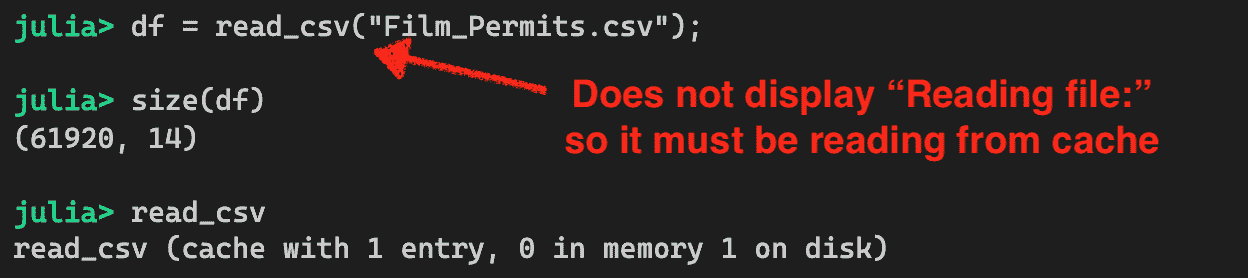 julia> df = read_csv("Film_Permits.csv");
Does not display “Reading file:”
julia> size(df)
(61920, 14)
so it must be reading from cache
julia> read_csv
read_csv (cache with 1 entry, 0 in memory 1 on disk)